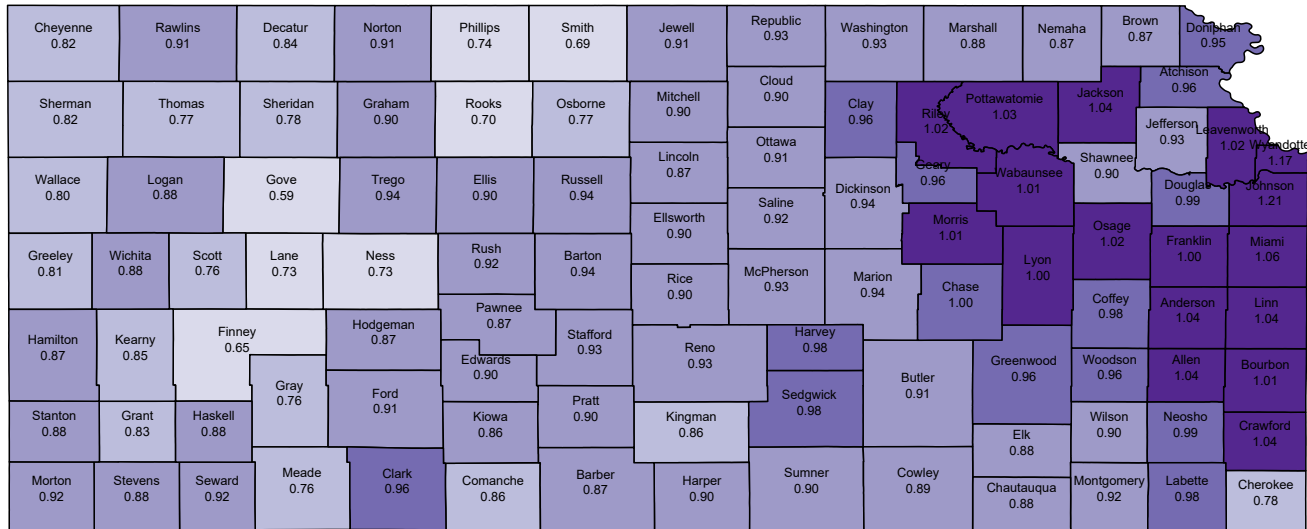 Cheyenne
0.82
Rawlins
0.91
Decatur
0.84
Norton
0.91
Phillips
0.74
Smith
0.69
Jewell
0.91
Republic
0.93
Washington
0.93
Marshall
0.88
Nemaha
0.87
Brown
0.87
Doniphan
0.95
Sherman
0.82
Thomas
0.77
Sheridan
0.78
Graham
0.90
Rooks
0.70
Osborne
0.77
Mitchell
0.90
Cloud
0.90
Clay
0.96
Riley
1.02
Pottawatomie
1.03
Jackson
1.04
Atchison
0.96
Jefferson
0.93
Leavenworth
1.02
Wyandotte
1.17
Wallace
0.80
Logan
0.88
Gove
0.59
Trego
0.94
Ellis
0.90
Russell
0.94
Lincoln
0.87
Ottawa
0.91
Saline
0.92
Dickinson
0.94
Geary
0.96
Wabaunsee
1.01
Shawnee
0.90
Douglas
0.99
Johnson
1.21
Greeley
0.81
Wichita
0.88
Scott
0.76
Lane
0.73
Ness
0.73
Rush
0.92
Barton
0.94
Ellsworth
0.90
Rice
0.90
McPherson
0.93
Marion
0.94
Morris
1.01
Chase
1.00
Lyon
1.00
Osage
1.02
Franklin
1.00
Miami
1.06
Hamilton
0.87
Kearny
0.85
Finney
0.65
Hodgeman
0.87
Pawnee
0.87
Edwards
0.90
Stafford
0.93
Reno
0.93
Harvey
0.98
Coffey
0.98
Anderson
1.04
Linn
1.04
Gray
0.76
Ford
0.91
Sedgwick
0.98
Butler
0.91
Greenwood
0.96
Woodson
0.96
Allen
1.04
Bourbon
1.01
Stanton
0.88
Grant
0.83
Haskell
0.88
Kiowa
0.86
Pratt
0.90
Kingman
0.86
Elk
0.88
Wilson
0.90
Neosho
0.99
Crawford
1.04
Morton
0.92
Stevens
0.88
Seward
0.92
Meade
0.76
Clark
0.96
Comanche
0.86
Barber
0.87
Harper
0.90
Sumner
0.90
Cowley
0.89
Chautauqua
0.88
Montgomery
0.92
Labette
0.98
Cherokee
0.78